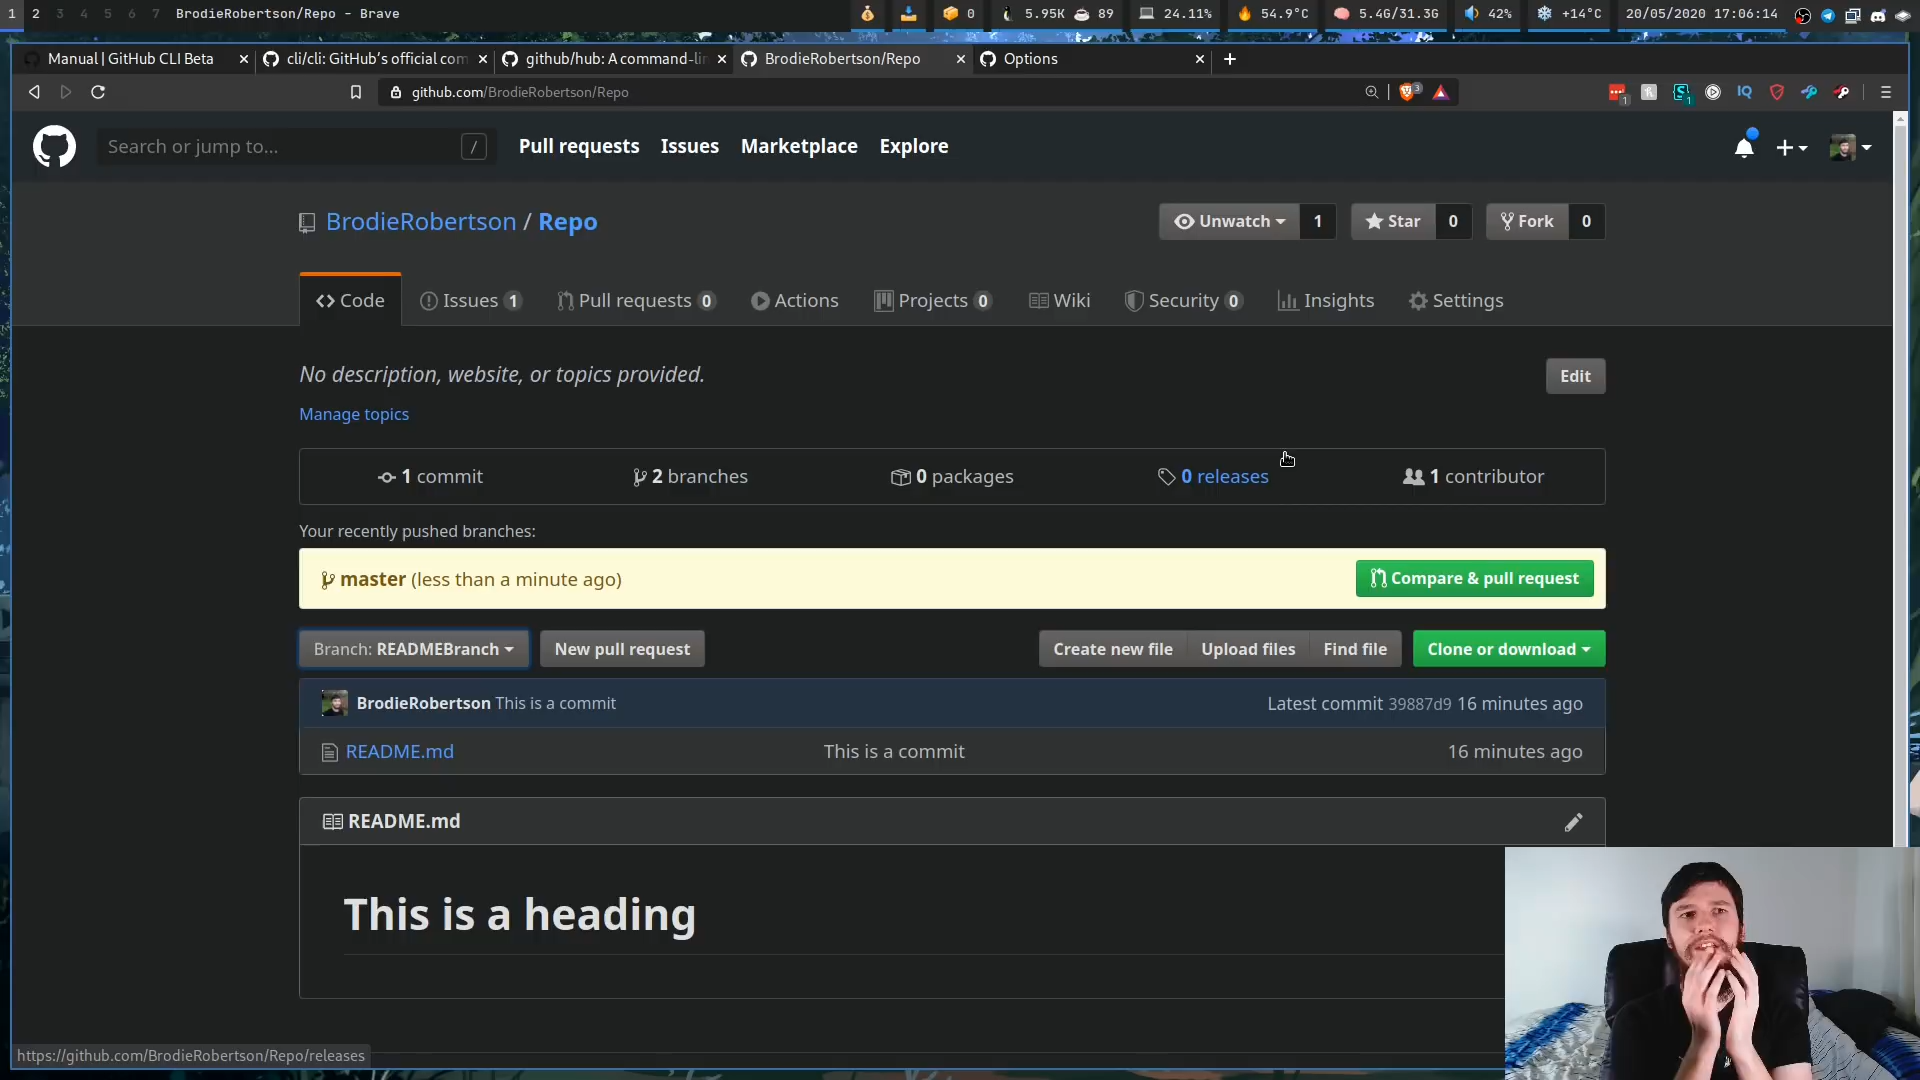 1 2 3 4 5 6 7 BrodieRobertson/Repo - Brave 0 5.95K 89 24.11% 54.9°C 5.4G/31.3G 42% +14°C 20/05/2020 17:06:14
Manual | GitHub CLI Beta cli/cli: GitHub's official com github/hub: A command-lin BrodieRobertson/Repo Options
github.com/BrodieRobertson/Repo
Search or jump to... / Pull requests Issues Marketplace Explore
BrodieRobertson / Repo Unwatch 1 Star 0 Fork 0
Code Issues 1 Pull requests 0 Actions Projects 0 Wiki Security 0 Insights Settings
No description, website, or topics provided. Edit
Manage topics
1 commit 2 branches 0 packages 0 releases 1 contributor
Your recently pushed branches:
master (less than a minute ago) Compare & pull request
Branch: READMEBranch New pull request Create new file Upload files Find file Clone or download
BrodieRobertson This is a commit Latest commit 39887d9 16 minutes ago
README.md This is a commit 16 minutes ago
README.md
This is a heading
https://github.com/BrodieRobertson/Repo/releases